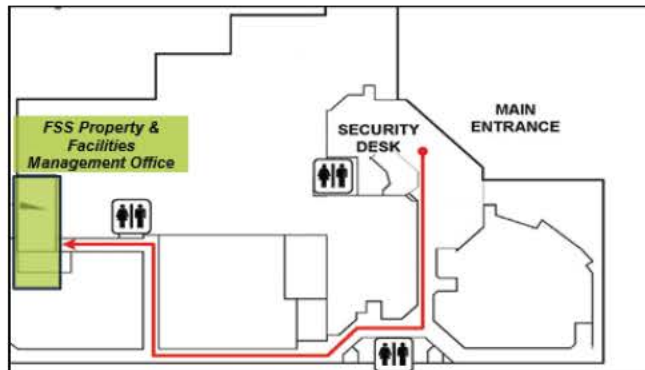 FSS Property &
Facilities
Management Office
SECURITY
DESK
MAIN
ENTRANCE